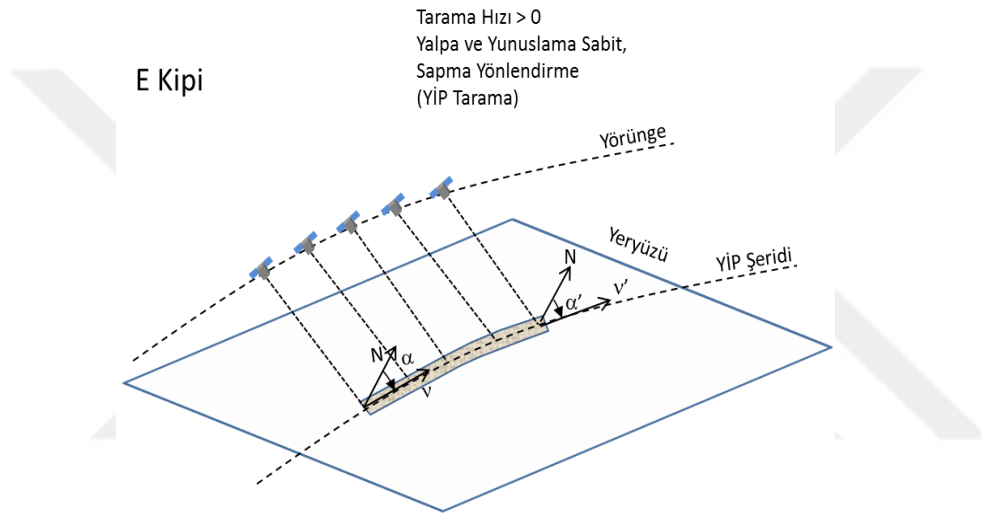 Tarama Hızı > 0
Yalpa ve Yunuslama Sabit,
Sapma Yönlendirme
(YİP Tarama)
E Kipi
Yörünge
Yeryüzü
YİP Şeridi
N
ν’
α’
N
α
ν